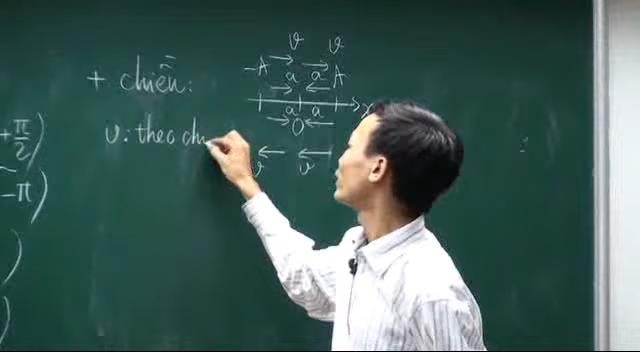 v v
+ chiều: -A a a A
a a x
v: theo ch O
v v
+π/2)
-π)
)
)